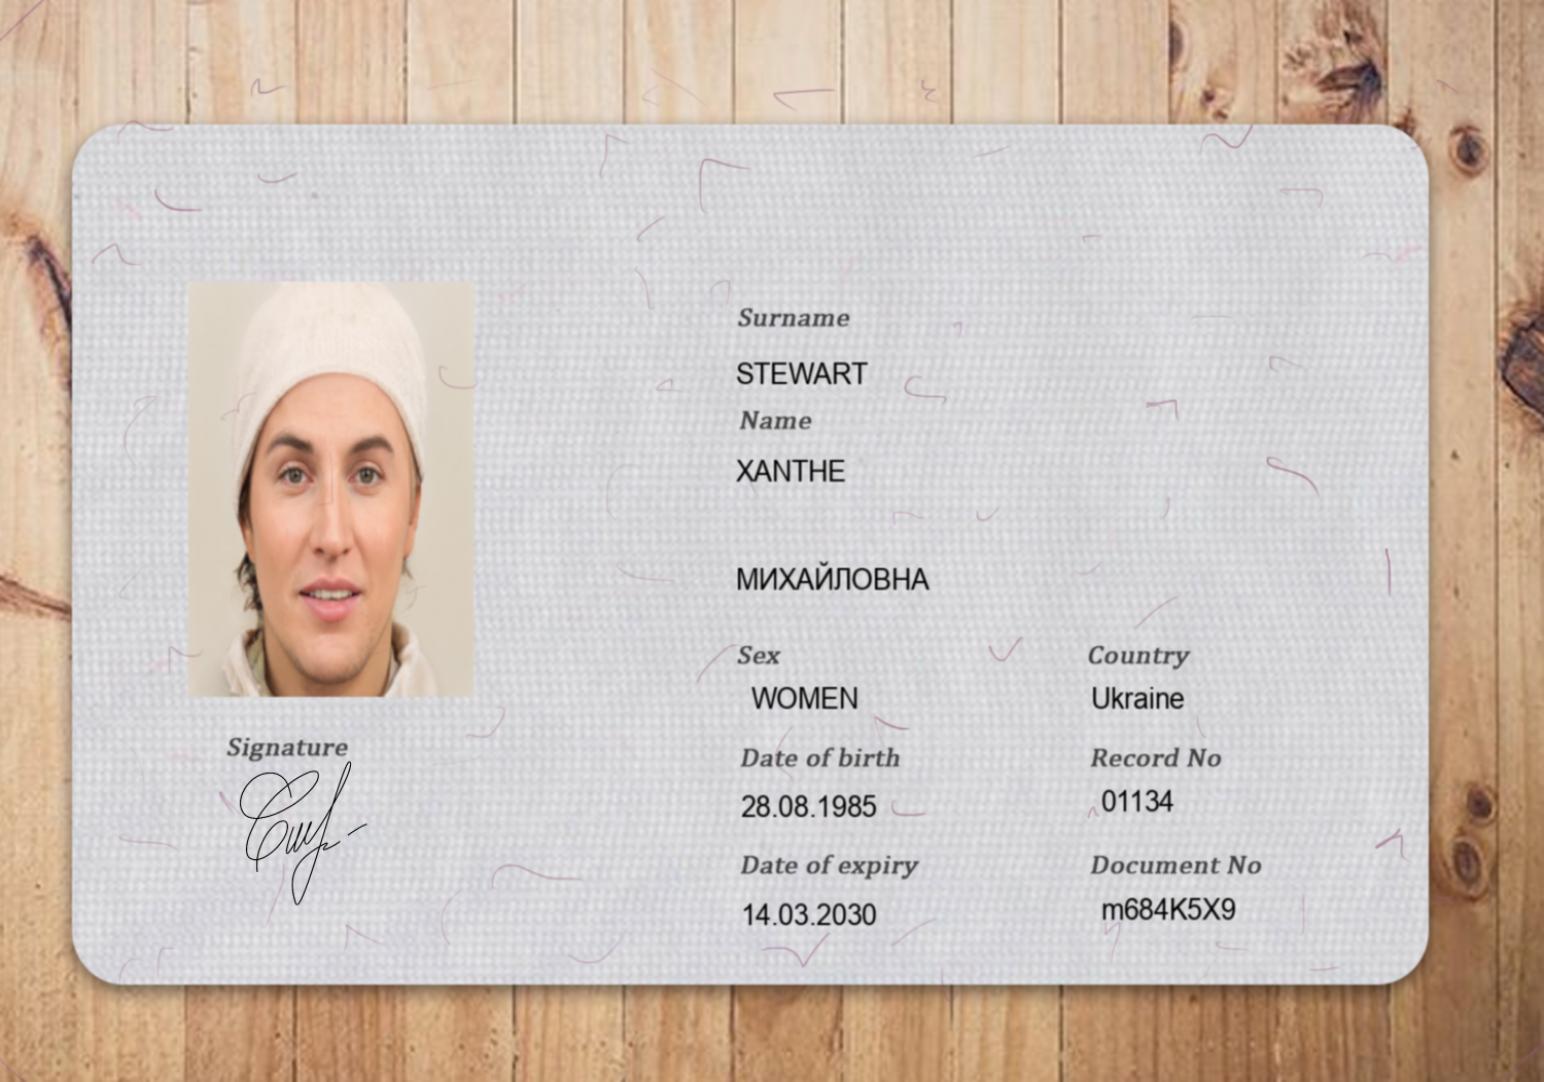 Surname
STEWART
Name
XANTHE
МИХАЙЛОВНА
Sex
Country
WOMEN
Ukraine
Date of birth
Record No
28.08.1985
01134
Date of expiry
Document No
14.03.2030
m684K5X9
Signature